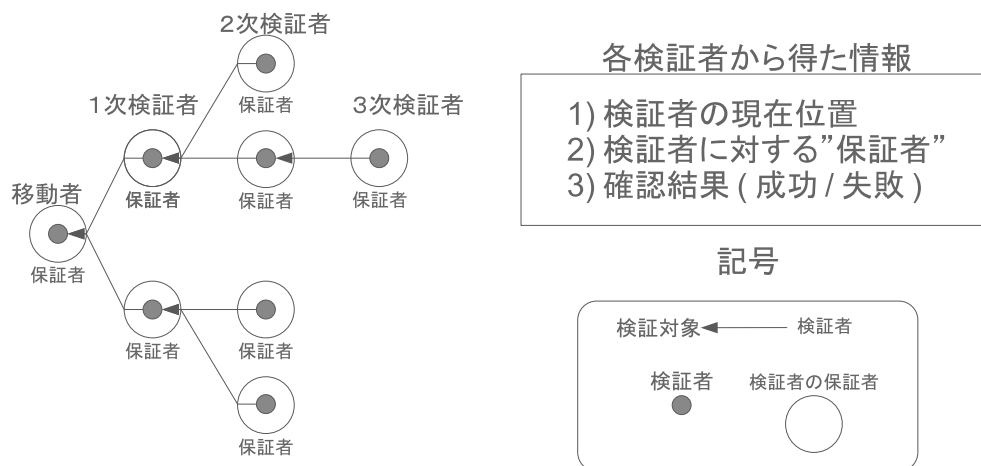 2次検証者
保証者
1次検証者
3次検証者
保証者
保証者
保証者
移動者
保証者
保証者
保証者
保証者
各検証者から得た情報
1) 検証者の現在位置
2) 検証者に対する”保証者”
3) 確認結果 ( 成功 / 失敗 )
記号
検証対象
検証者
検証者
検証者の保証者